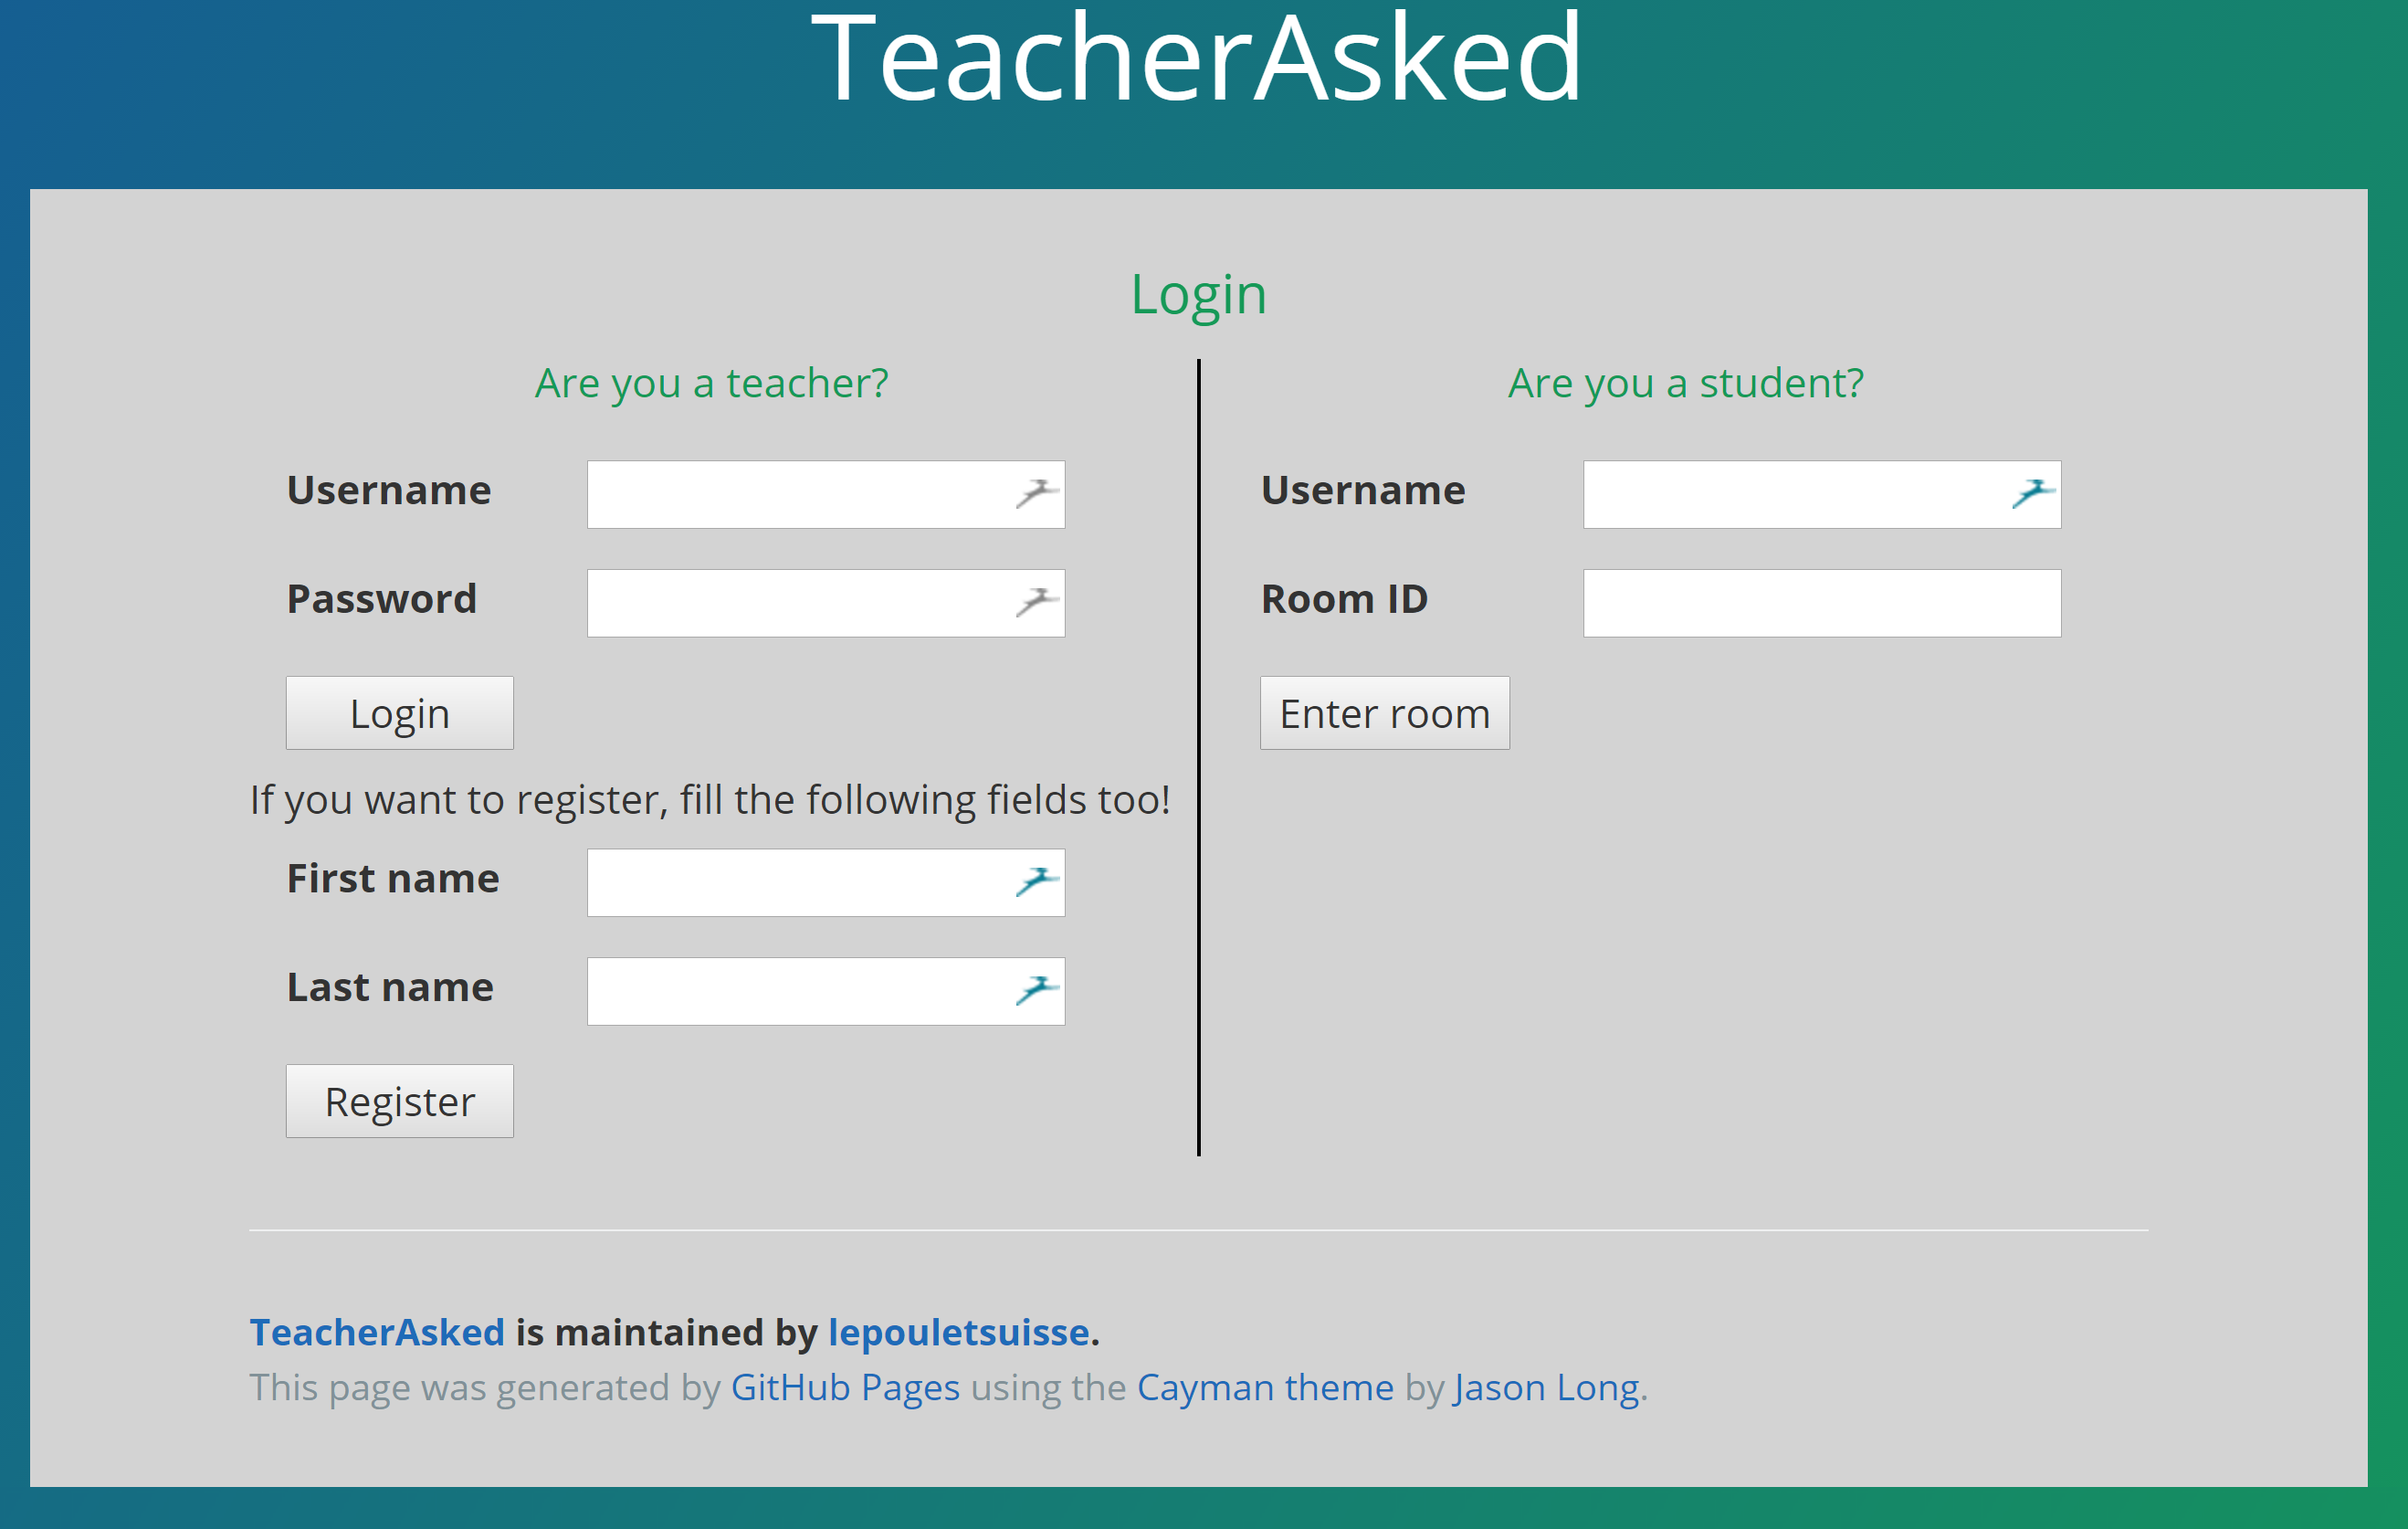 TeacherAsked
Login
Are you a teacher?
Username
Password
Login
If you want to register, fill the following fields too!
First name
Last name
Register
Are you a student?
Username
Room ID
Enter room
TeacherAsked is maintained by lepouletsuisse.
This page was generated by GitHub Pages using the Cayman theme by Jason Long.